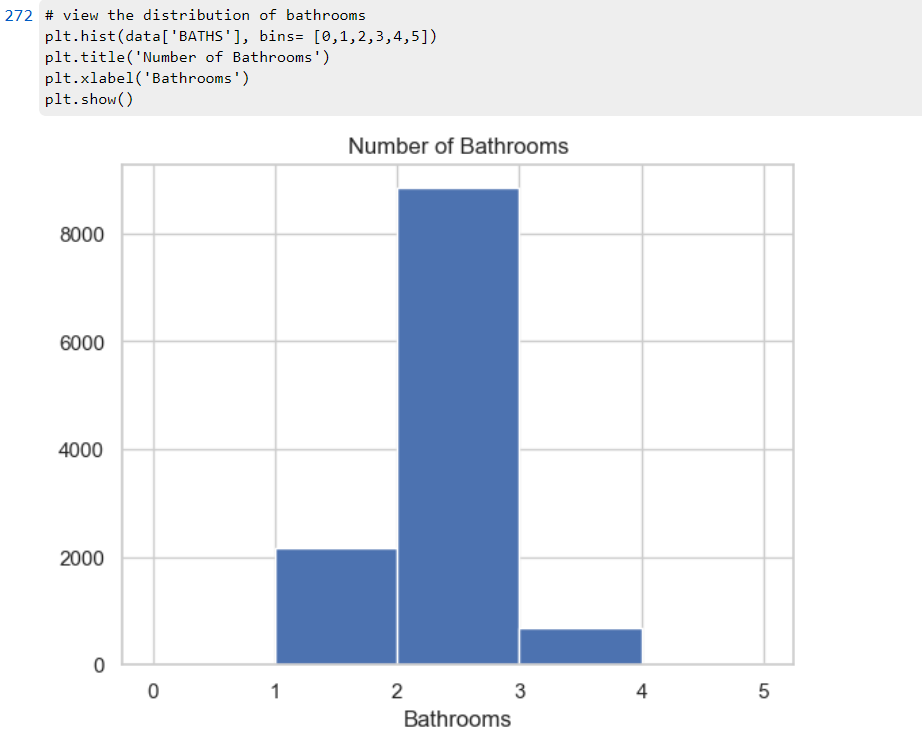 272 # view the distribution of bathrooms
plt.hist(data['BATHS'], bins= [0,1,2,3,4,5])
plt.title('Number of Bathrooms')
plt.xlabel('Bathrooms')
plt.show()
Number of Bathrooms
8000
6000
4000
2000
0
0 1 2 3 4 5
Bathrooms